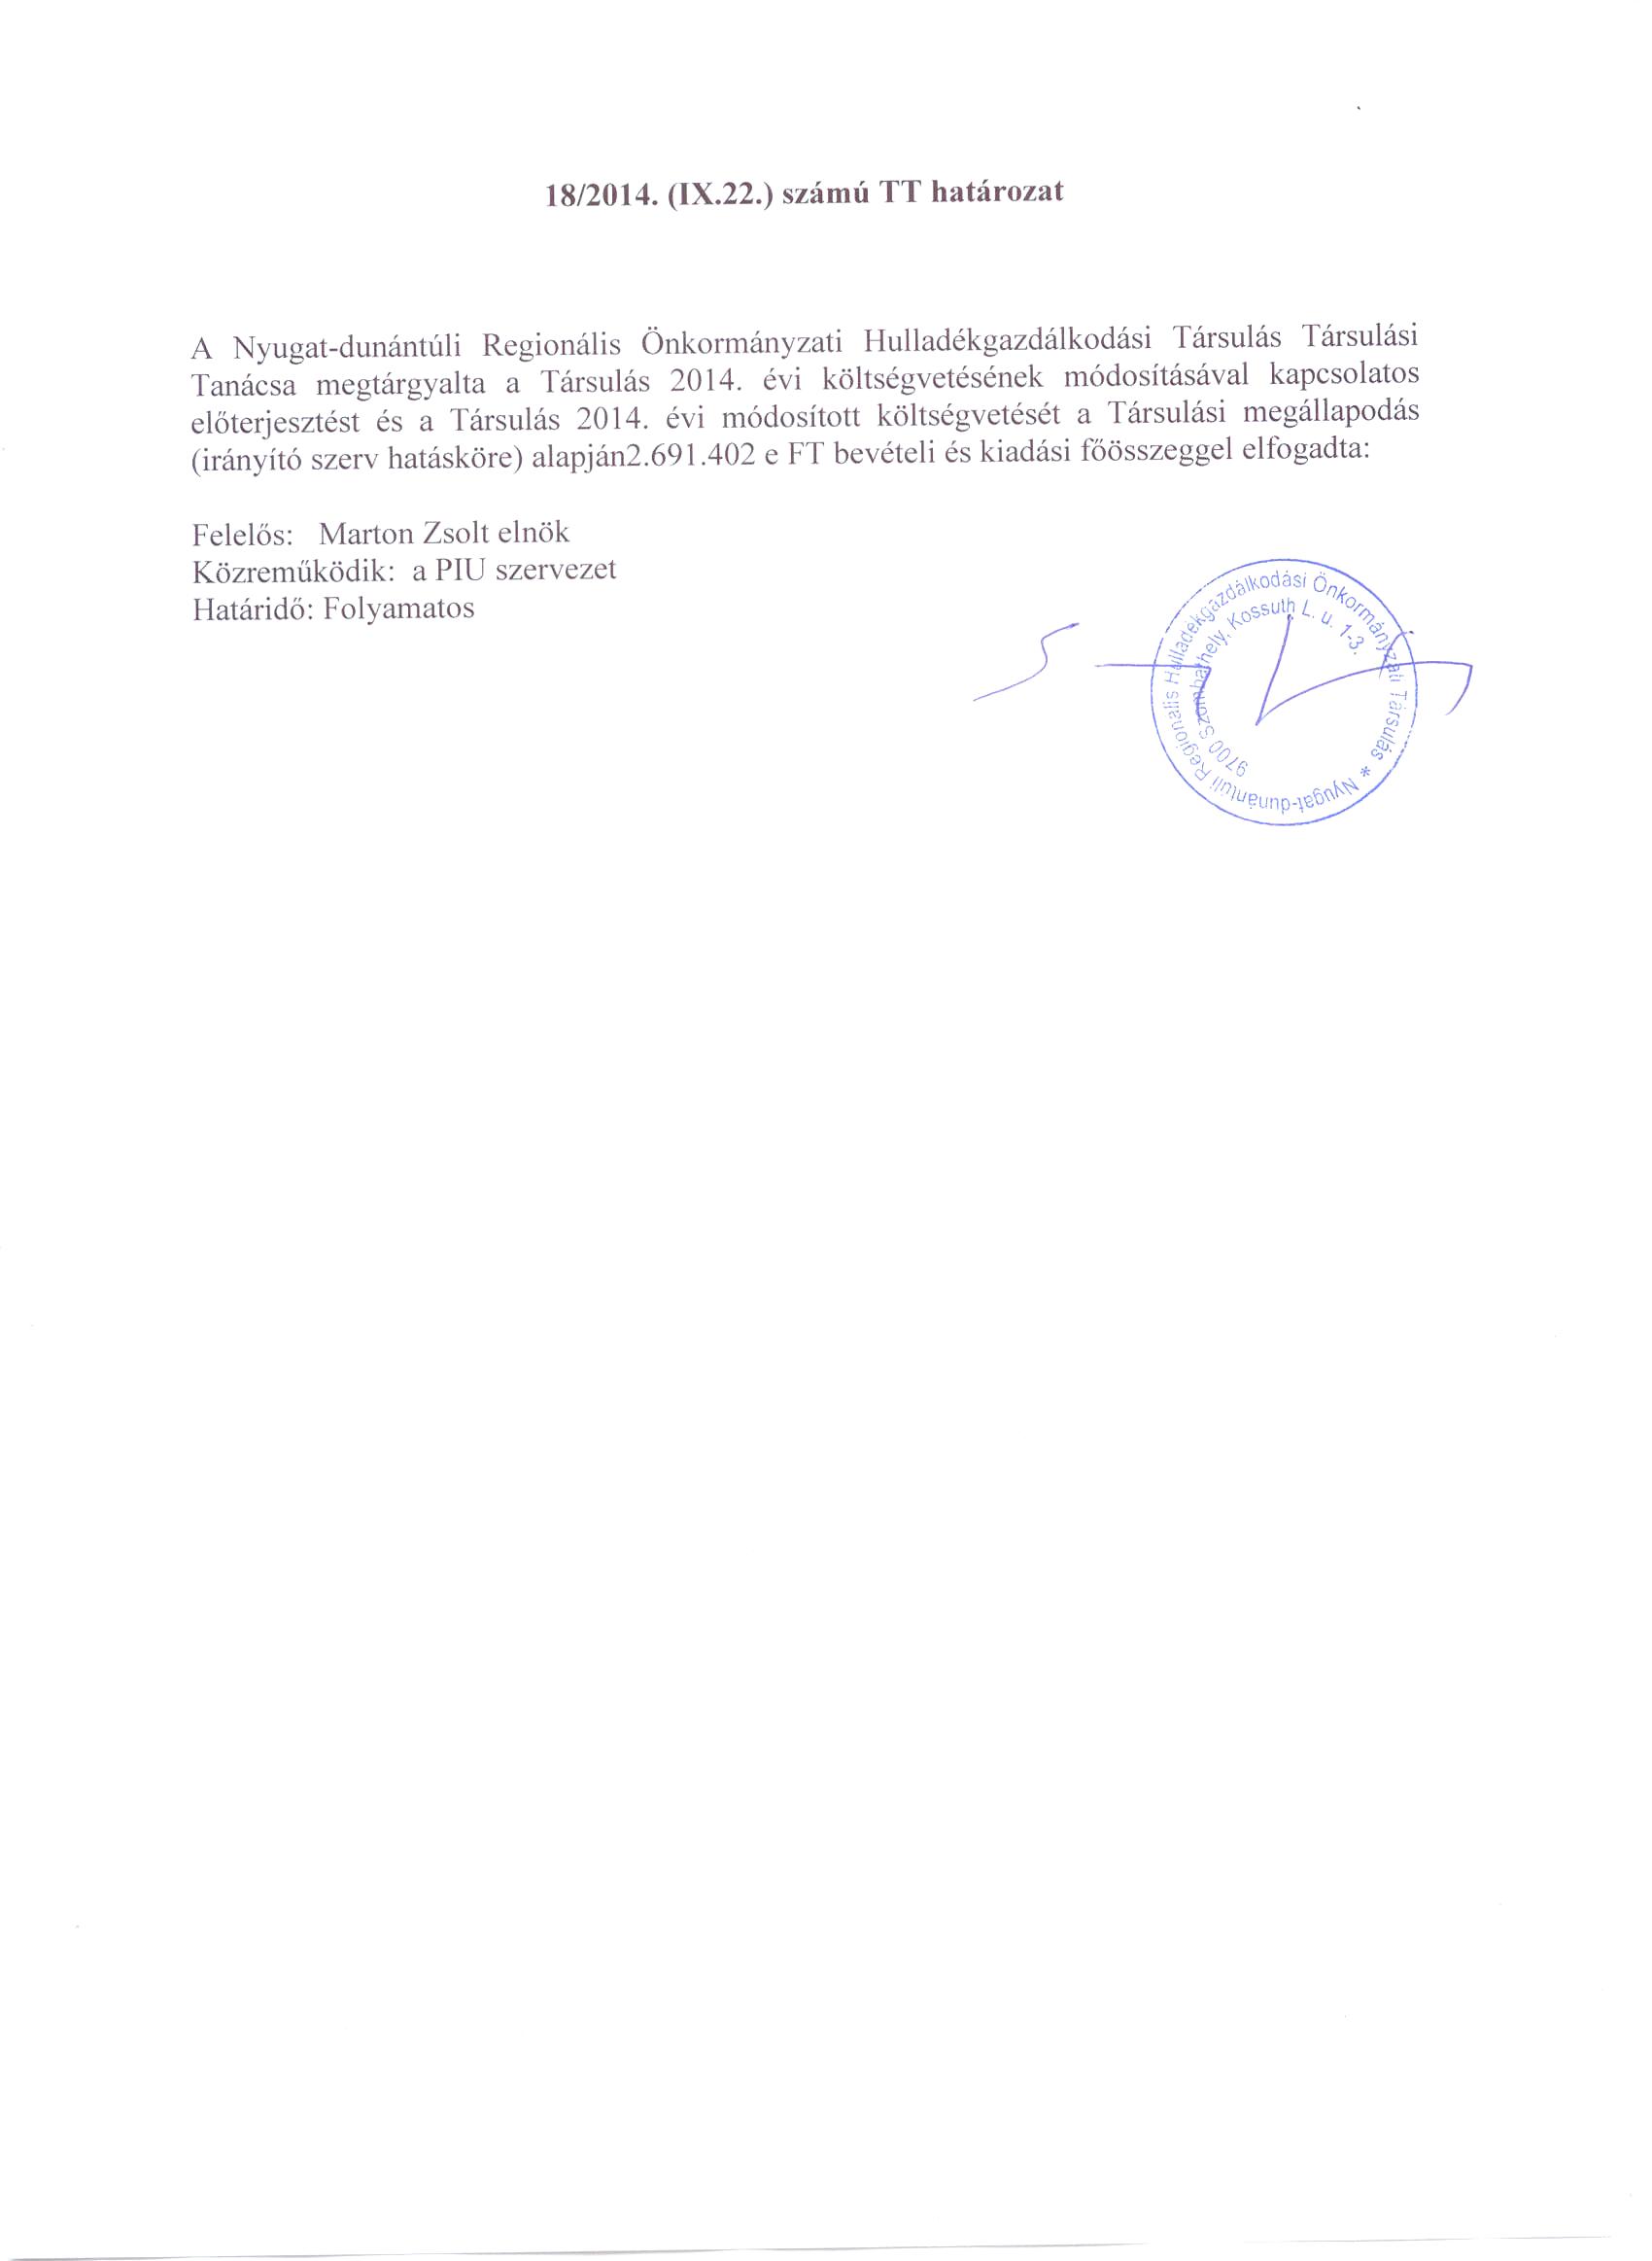 18/2014. (IX.22.) számú TT határozat
A Nyugat-dunántúli Regionális Önkormányzati Hulladékgazdálkodási Társulás Társulási
Tanácsa megtárgyalta a Társulás 2014. évi költségvetésének módosításával kapcsolatos
előterjesztést és a Társulás 2014. évi módosított költségvetését a Társulási megállapodás
(irányító szerv hatásköre) alapján2.691.402 e FT bevételi és kiadási főösszeggel elfogadta:
Felelős: Marton Zsolt elnök
Közreműködik: a PIU szervezet
Határidő: Folyamatos
Nyugat-dunántúli Regionális Hulladékgazdálkodási Önkormányzati Társulás *
9700 Szombathely, Kossuth L. u. 1-3.